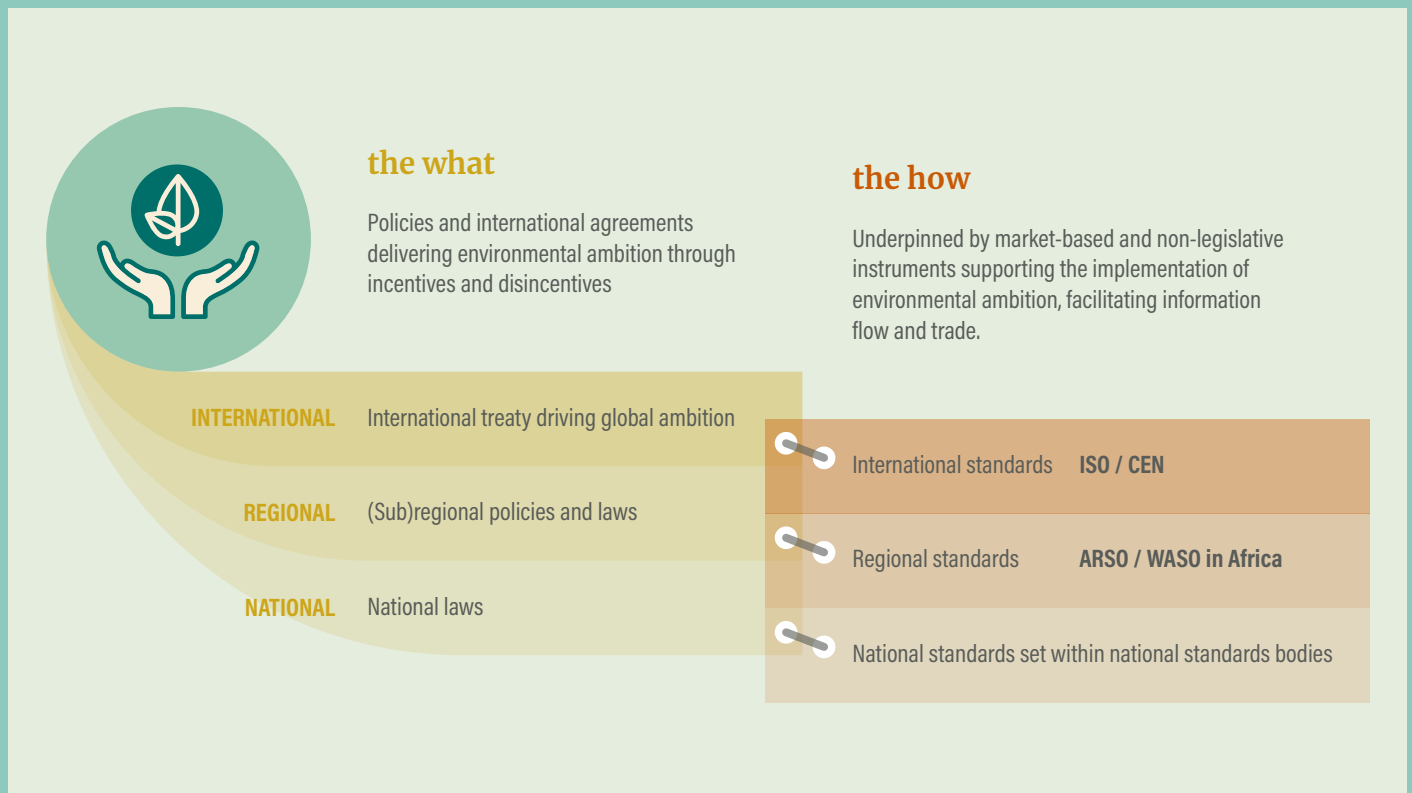 the what
Policies and international agreements
delivering environmental ambition through
incentives and disincentives
the how
Underpinned by market-based and non-legislative
instruments supporting the implementation of
environmental ambition, facilitating information
flow and trade.
INTERNATIONAL International treaty driving global ambition
REGIONAL (Sub)regional policies and laws
NATIONAL National laws
International standards ISO / CEN
Regional standards ARSO / WASO in Africa
National standards set within national standards bodies